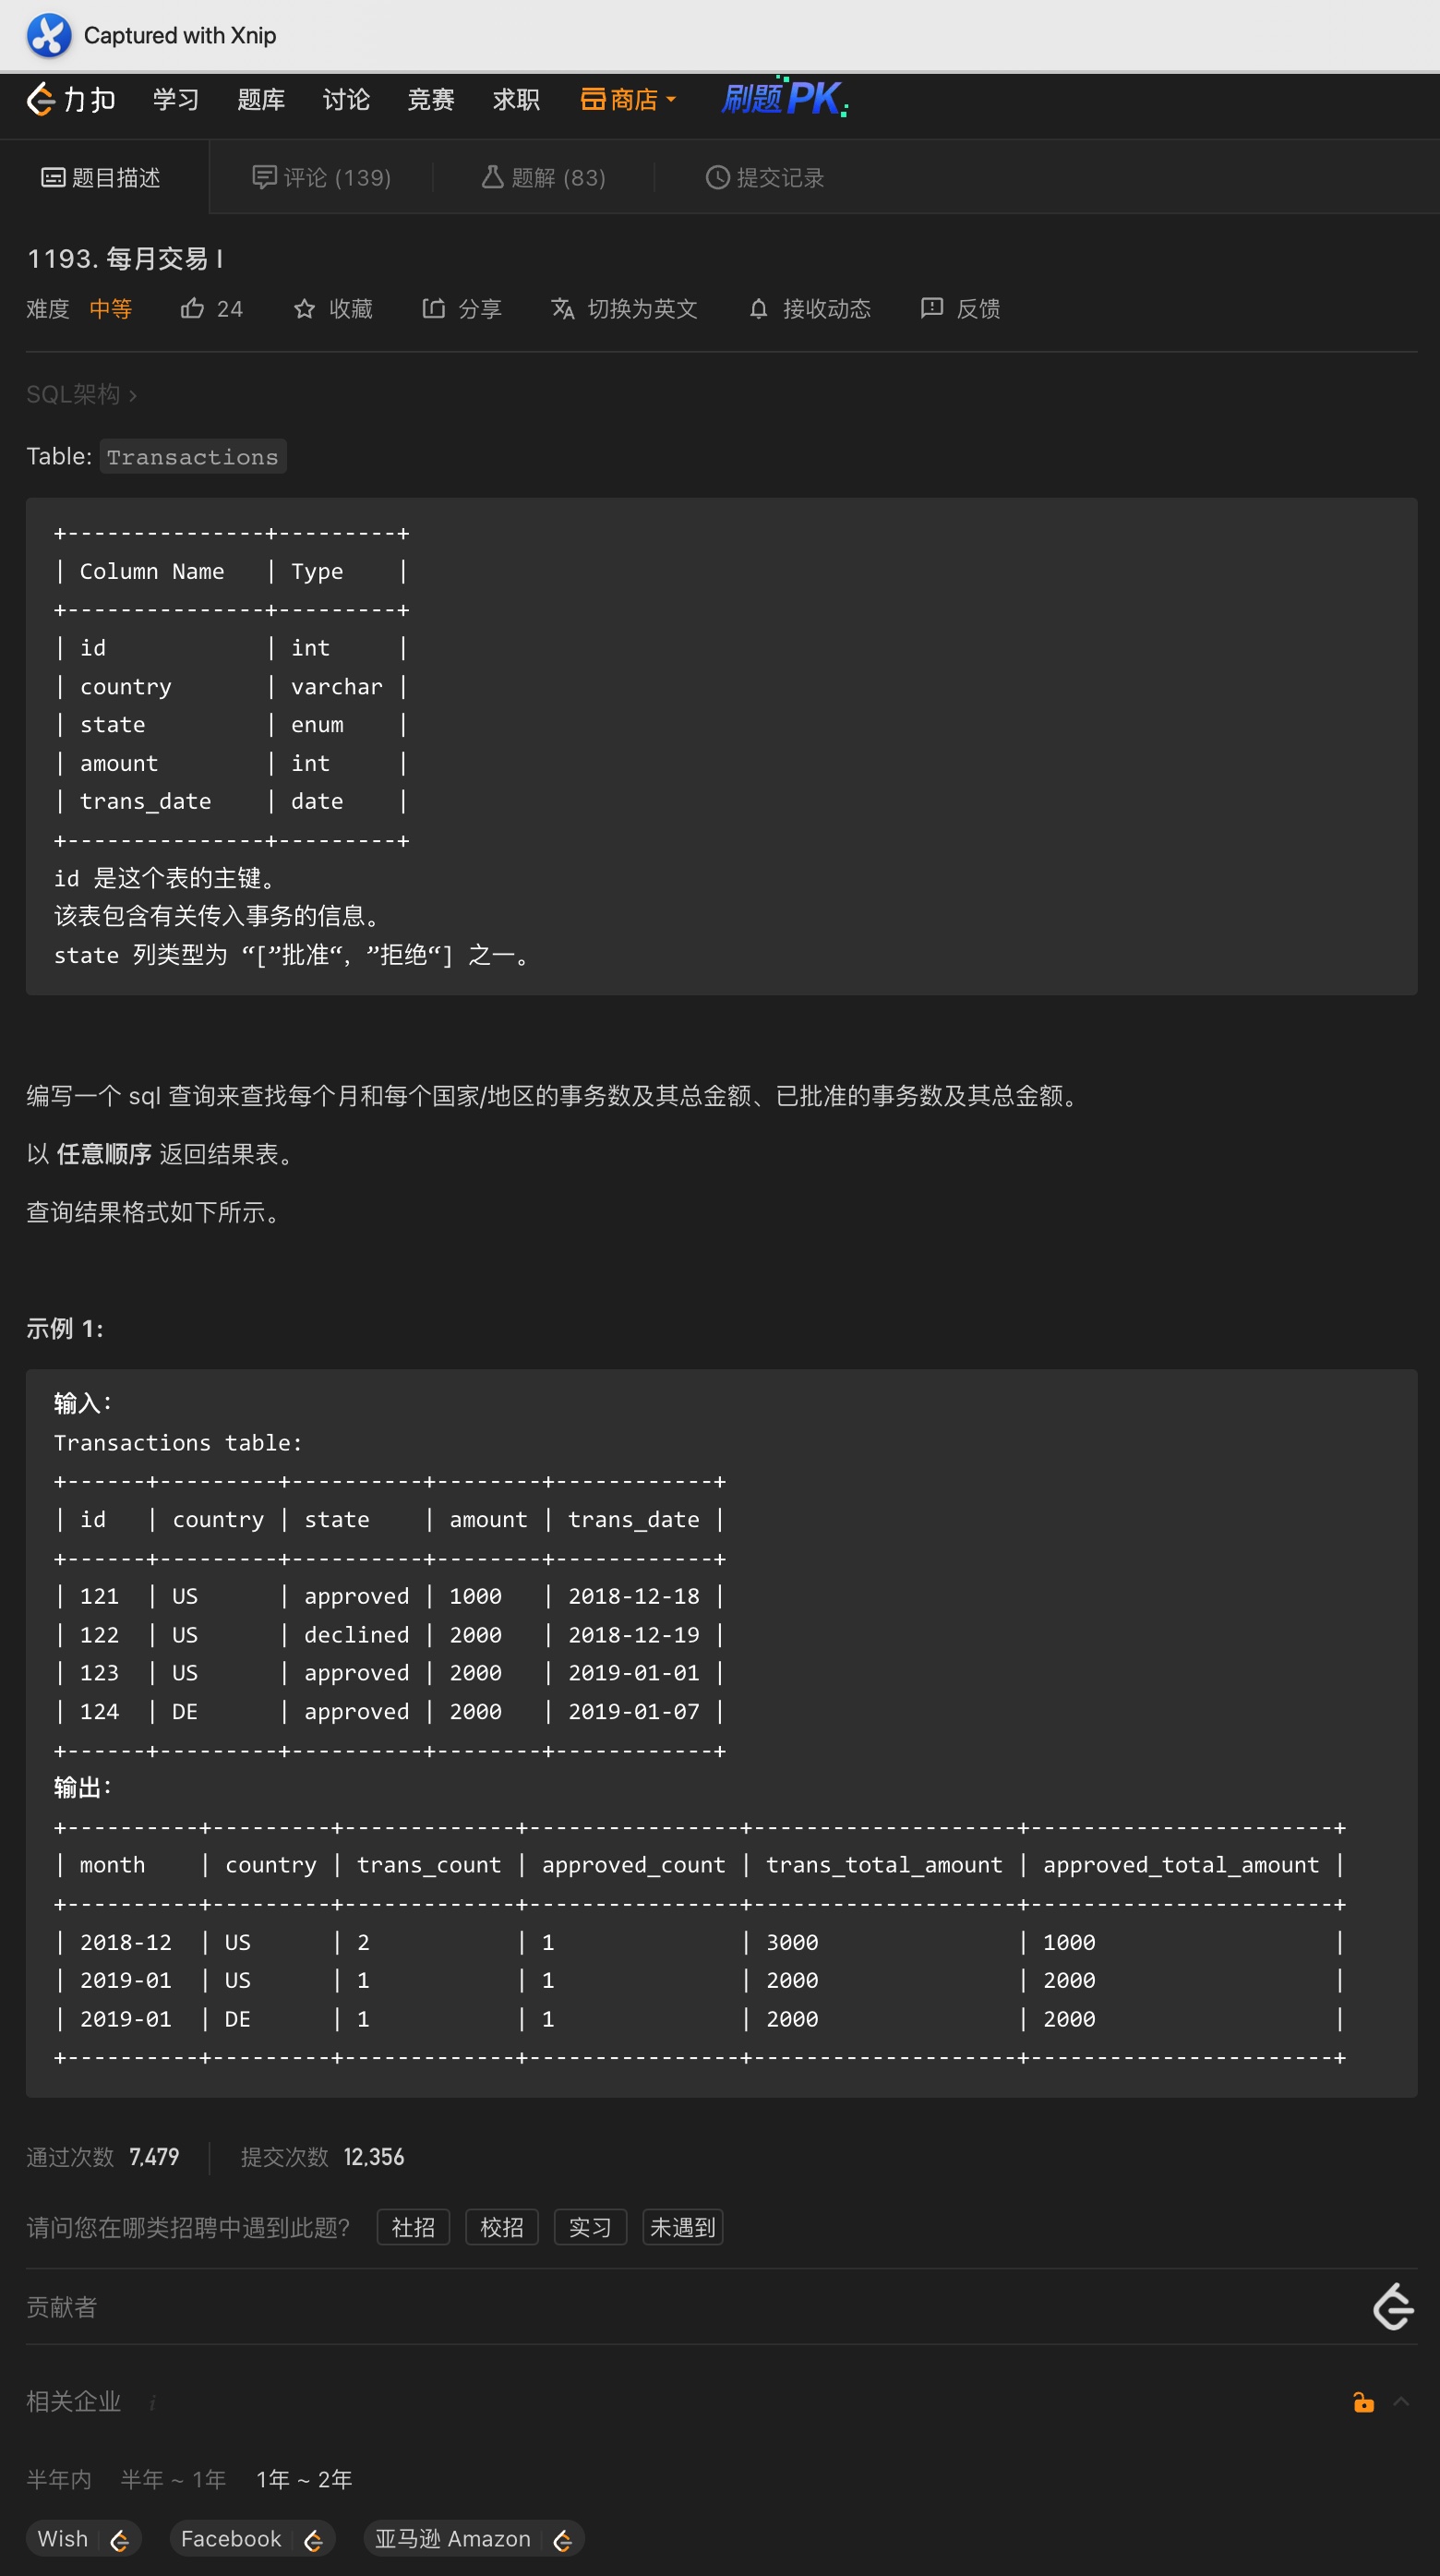 Captured with Xnip
力扣 学习 题库 讨论 竞赛 求职 商店 刷题PK
题目描述 评论 (139) 题解 (83) 提交记录
1193. 每月交易 I
难度 中等 24 收藏 分享 切换为英文 接收动态 反馈
SQL架构 >
Table: Transactions
+---------------+---------+
| Column Name   | Type    |
+---------------+---------+
| id            | int     |
| country       | varchar |
| state         | enum    |
| amount        | int     |
| trans_date    | date    |
+---------------+---------+
id 是这个表的主键。
该表包含有关传入事务的信息。
state 列类型为 “[”批准“，”拒绝“] 之一。
编写一个 sql 查询来查找每个月和每个国家/地区的事务数及其总金额、已批准的事务数及其总金额。
以 任意顺序 返回结果表。
查询结果格式如下所示。
示例 1:
输入：
Transactions table:
+------+---------+----------+--------+------------+
| id   | country | state    | amount | trans_date |
+------+---------+----------+--------+------------+
| 121  | US      | approved | 1000   | 2018-12-18 |
| 122  | US      | declined | 2000   | 2018-12-19 |
| 123  | US      | approved | 2000   | 2019-01-01 |
| 124  | DE      | approved | 2000   | 2019-01-07 |
+------+---------+----------+--------+------------+
输出：
+----------+---------+-------------+----------------+--------------------+-----------------------+
| month    | country | trans_count | approved_count | trans_total_amount | approved_total_amount |
+----------+---------+-------------+----------------+--------------------+-----------------------+
| 2018-12  | US      | 2           | 1              | 3000               | 1000                  |
| 2019-01  | US      | 1           | 1              | 2000               | 2000                  |
| 2019-01  | DE      | 1           | 1              | 2000               | 2000                  |
+----------+---------+-------------+----------------+--------------------+-----------------------+
通过次数 7,479 提交次数 12,356
请问您在哪类招聘中遇到此题? 社招 校招 实习 未遇到
贡献者
相关企业 i
半年内 半年 ~ 1年 1年 ~ 2年
Wish Facebook 亚马逊 Amazon